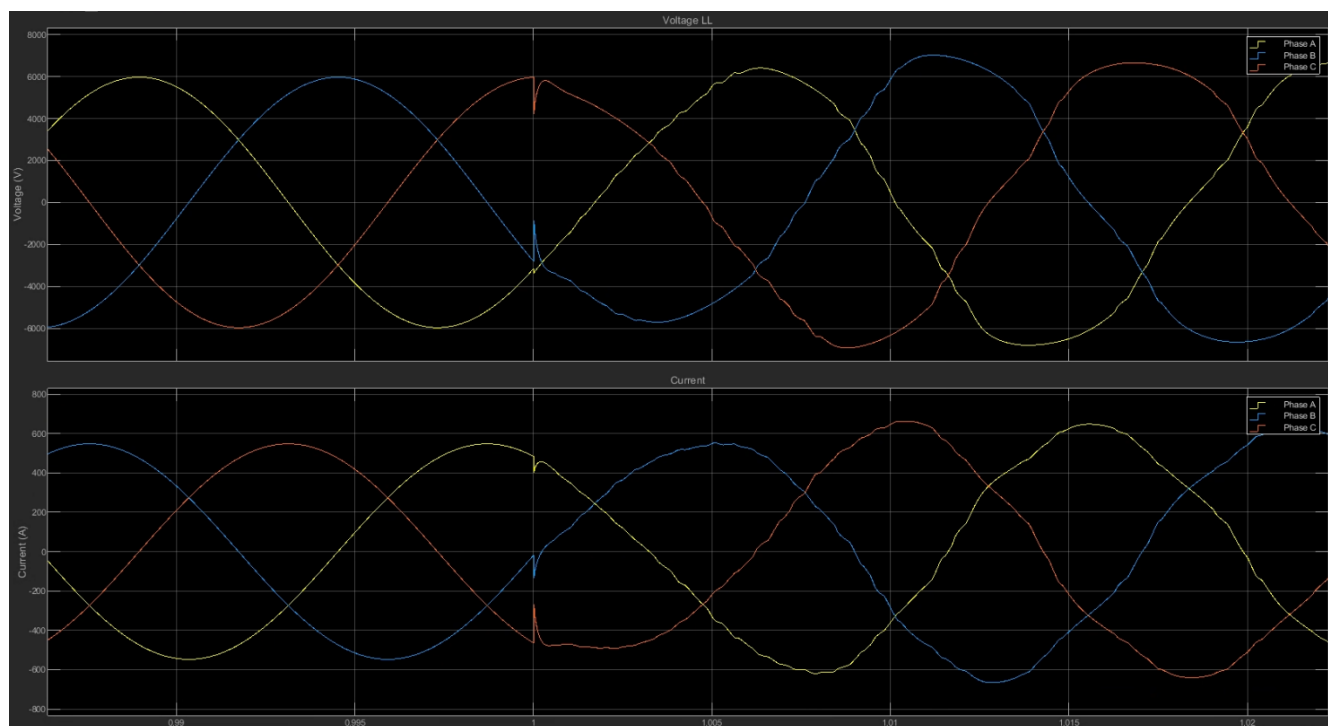 Voltage LL
8000
6000
4000
2000
0
-2000
-4000
-6000
Voltage (V)
Phase A
Phase B
Phase C
Current
800
600
400
200
0
-200
-400
-600
-800
Current (A)
Phase A
Phase B
Phase C
0.99
0.995
1
1.005
1.01
1.015
1.02